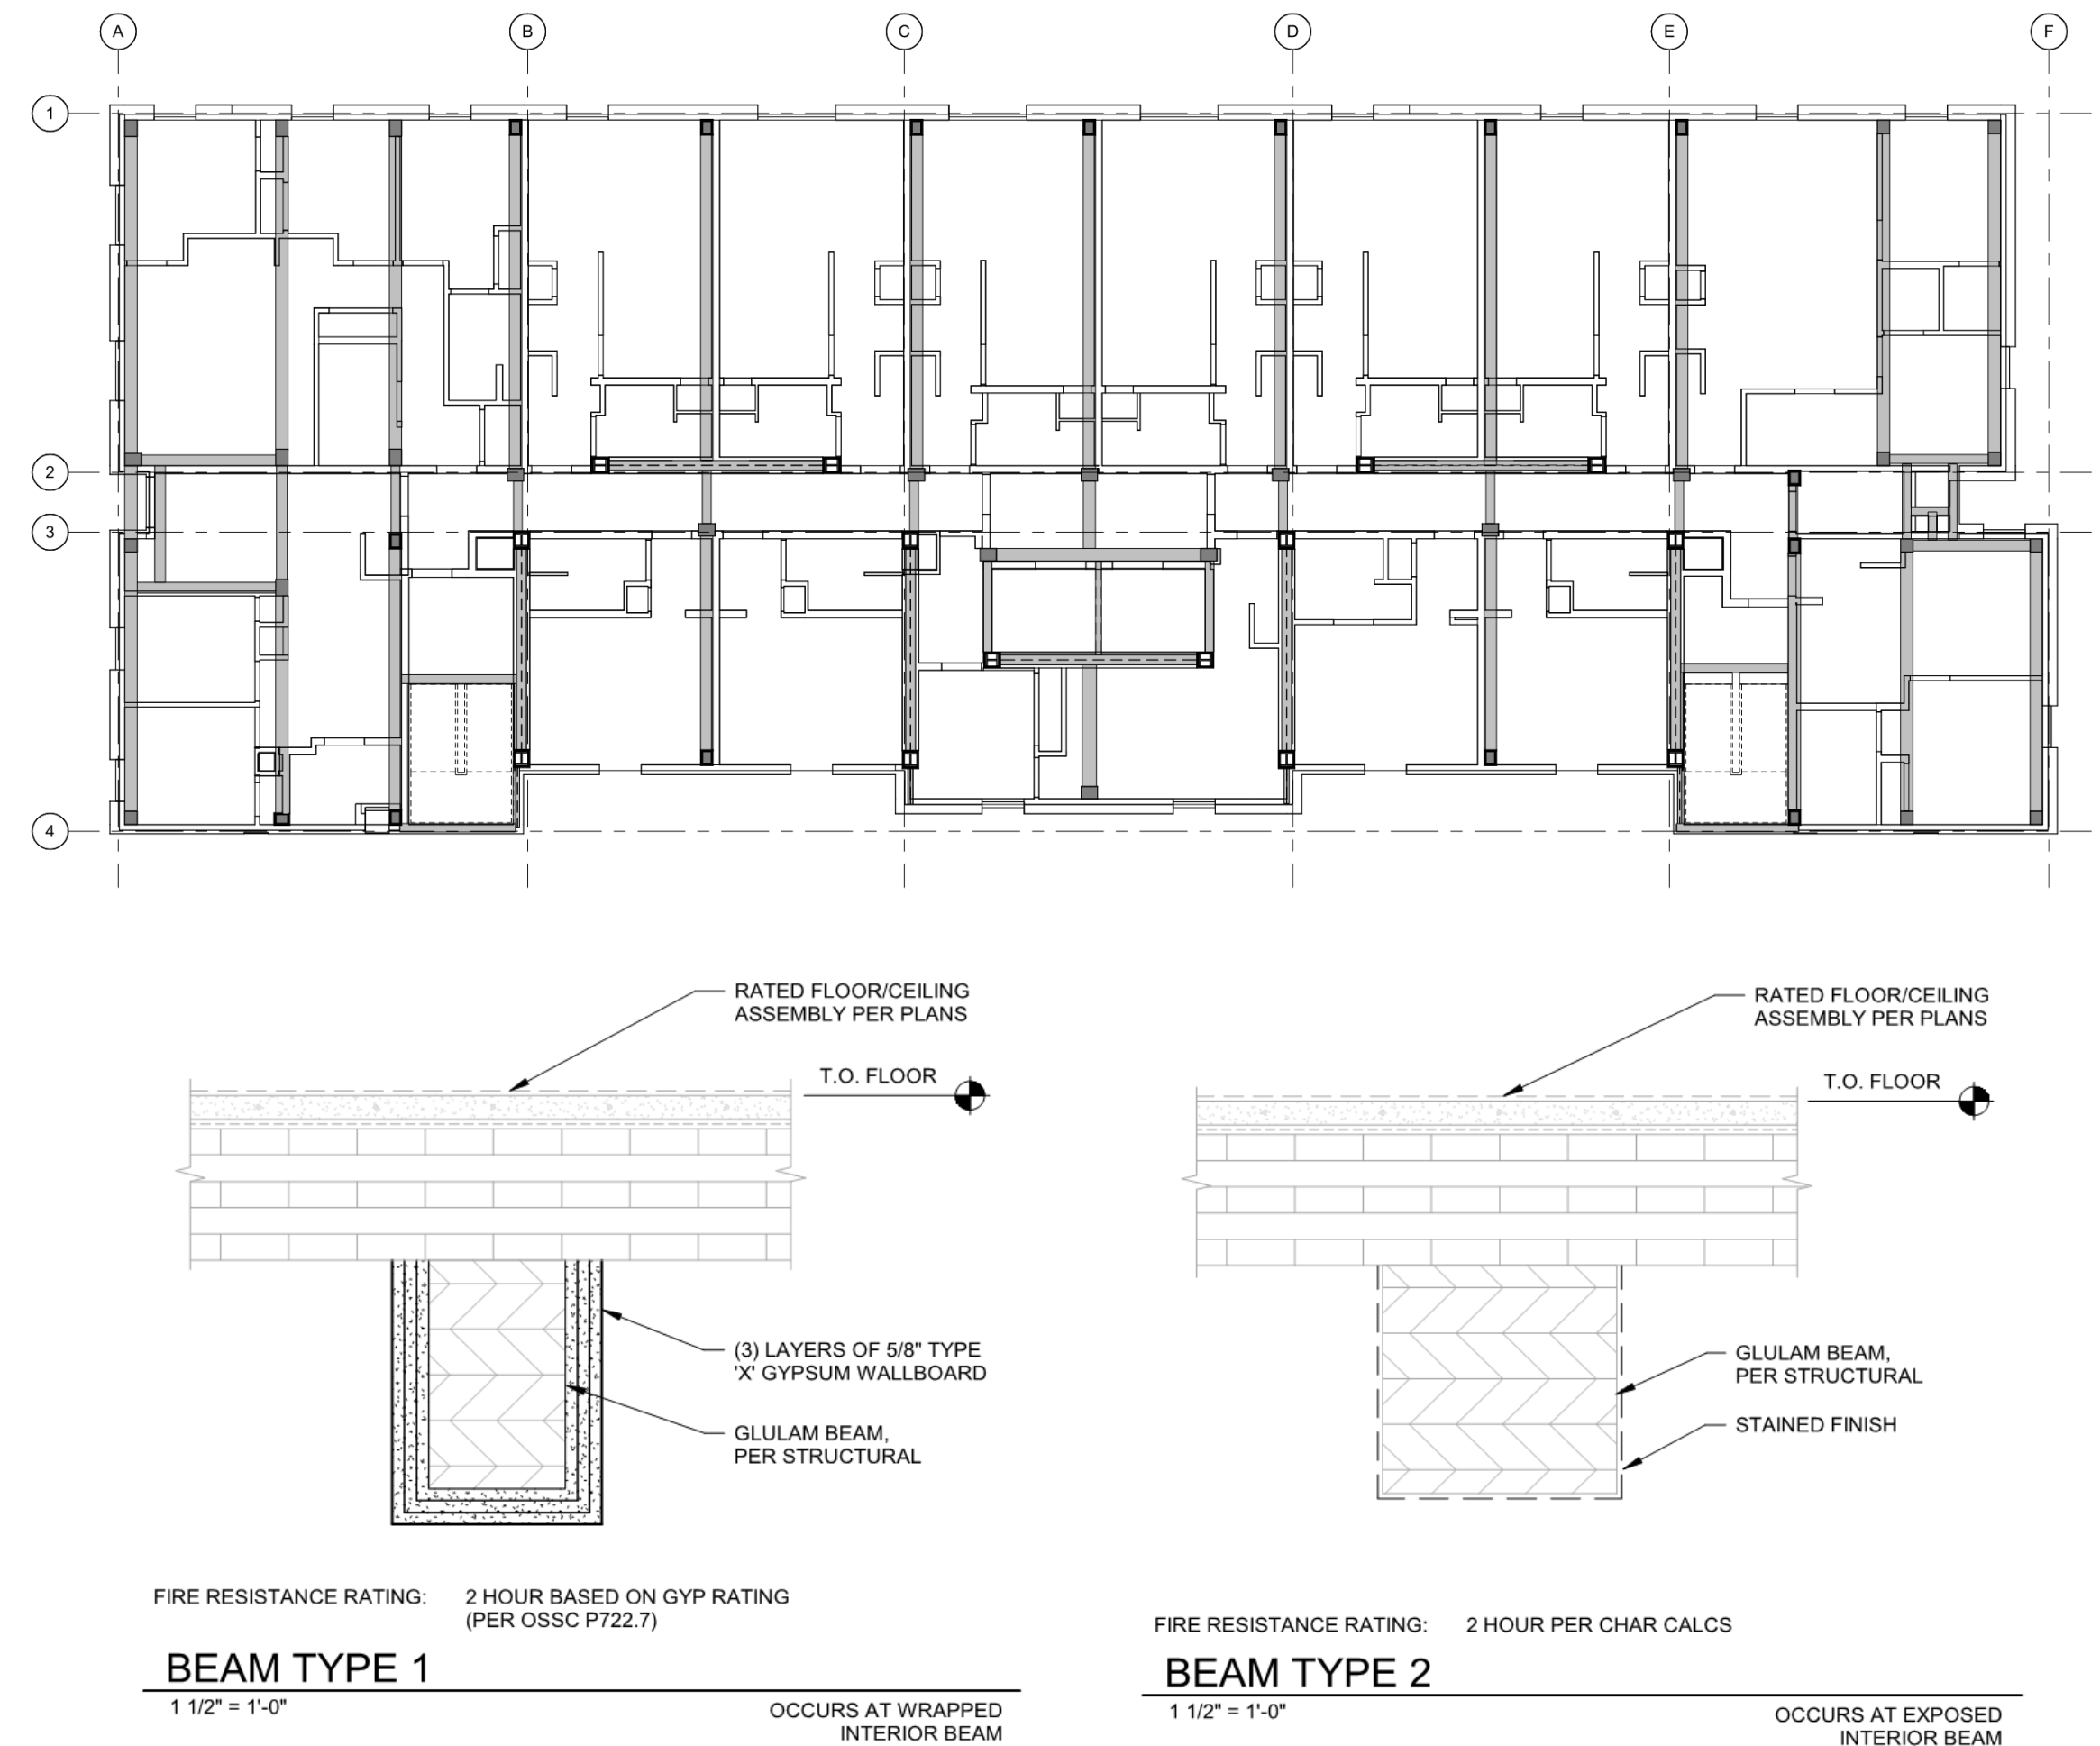 A
B
C
D
E
F
1
2
3
4
RATED FLOOR/CEILING
ASSEMBLY PER PLANS
T.O. FLOOR
(3) LAYERS OF 5/8" TYPE
'X' GYPSUM WALLBOARD
GLULAM BEAM,
PER STRUCTURAL
FIRE RESISTANCE RATING:
2 HOUR BASED ON GYP RATING
(PER OSSC P722.7)
BEAM TYPE 1
1 1/2" = 1'-0"
OCCURS AT WRAPPED
INTERIOR BEAM
RATED FLOOR/CEILING
ASSEMBLY PER PLANS
T.O. FLOOR
GLULAM BEAM,
PER STRUCTURAL
STAINED FINISH
FIRE RESISTANCE RATING:
2 HOUR PER CHAR CALCS
BEAM TYPE 2
1 1/2" = 1'-0"
OCCURS AT EXPOSED
INTERIOR BEAM